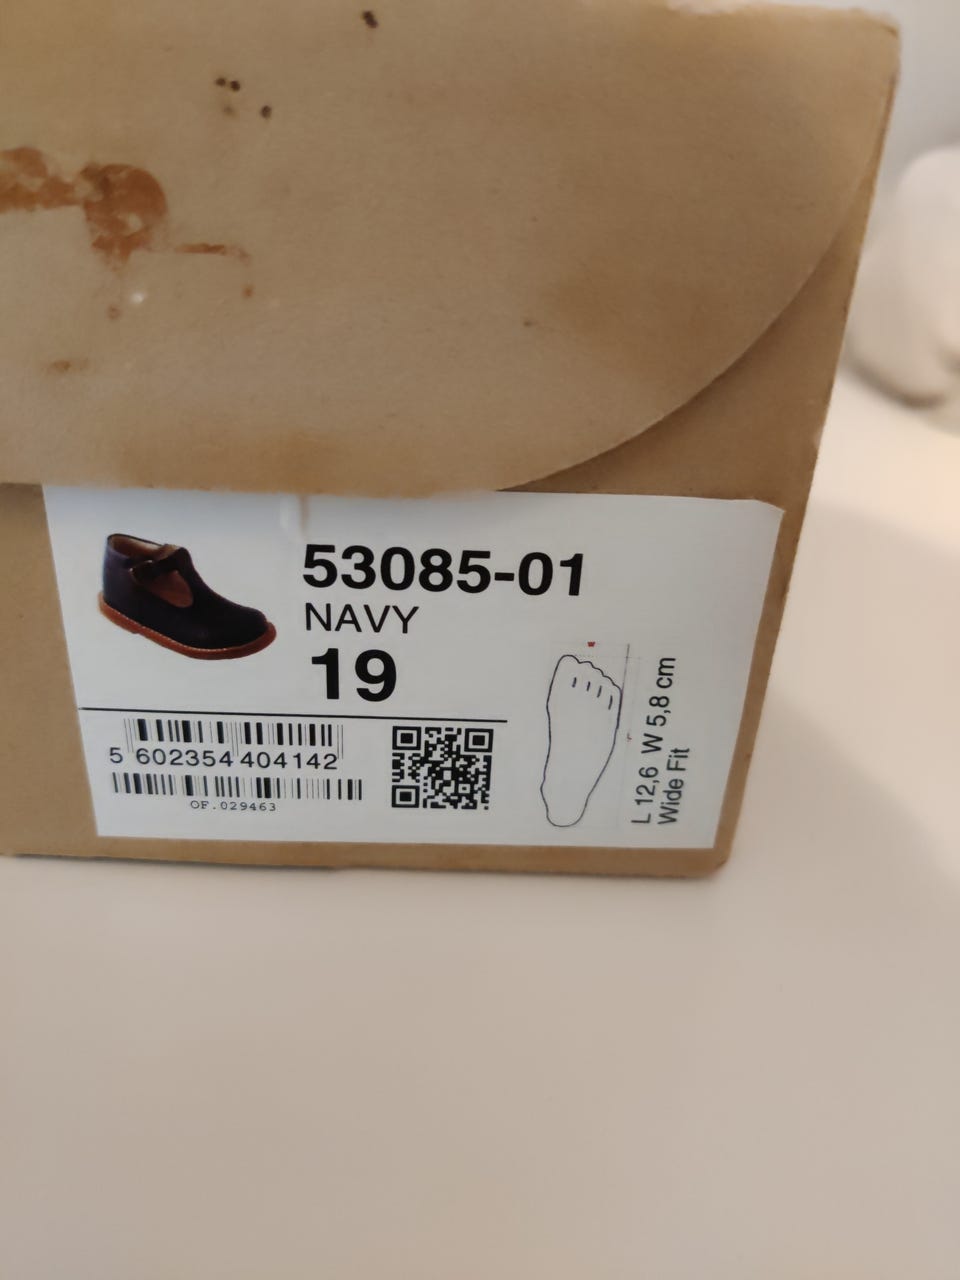 53085-01
NAVY
19
5 602354 404142
OF.029463
L 12,6 W 5,8 cm
Wide Fit